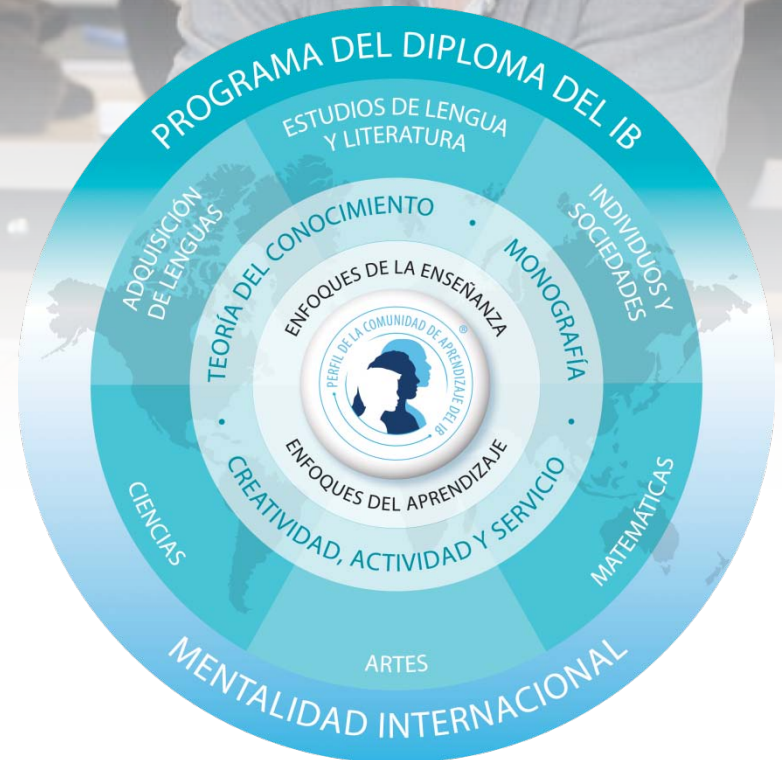 PROGRAMA DEL DIPLOMA DEL IB
ESTUDIOS DE LENGUA
Y LITERATURA
ADQUISICIÓN
DE LENGUAS
INDIVIDUOS Y
SOCIEDADES
TEORÍA DEL CONOCIMIENTO •
MONOGRAFÍA •
ENFOQUES DE LA ENSEÑANZA
PERFIL DE LA COMUNIDAD DE APRENDIZAJE DEL IB •
®
ENFOQUES DEL APRENDIZAJE
• CREATIVIDAD, ACTIVIDAD Y SERVICIO
CIENCIAS
MATEMÁTICAS
ARTES
MENTALIDAD INTERNACIONAL